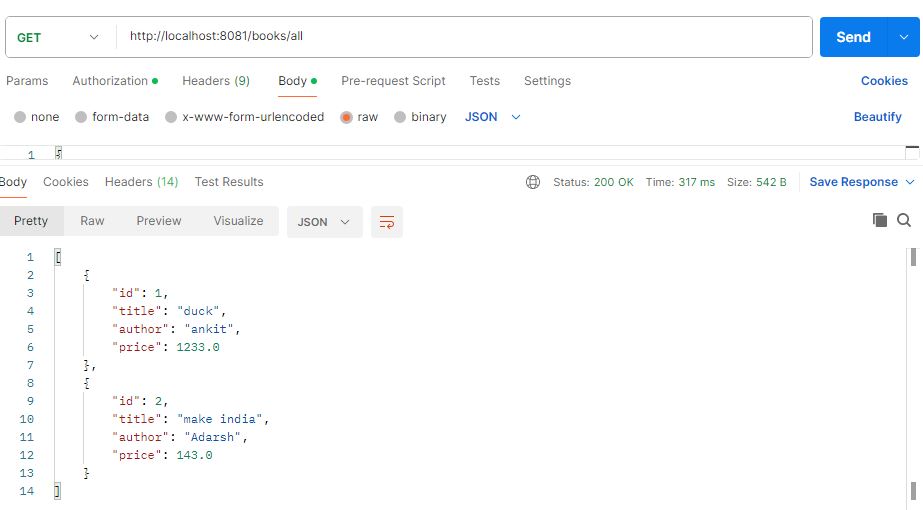 GET http://localhost:8081/books/all Send
Params Authorization Headers (9) Body Pre-request Script Tests Settings Cookies
none form-data x-www-form-urlencoded raw binary JSON Beautify
1 {
Body Cookies Headers (14) Test Results Status: 200 OK Time: 317 ms Size: 542 B Save Response
Pretty Raw Preview Visualize JSON
1 [
2 {
3 "id": 1,
4 "title": "duck",
5 "author": "ankit",
6 "price": 1233.0
7 },
8 {
9 "id": 2,
10 "title": "make india",
11 "author": "Adarsh",
12 "price": 143.0
13 }
14 ]